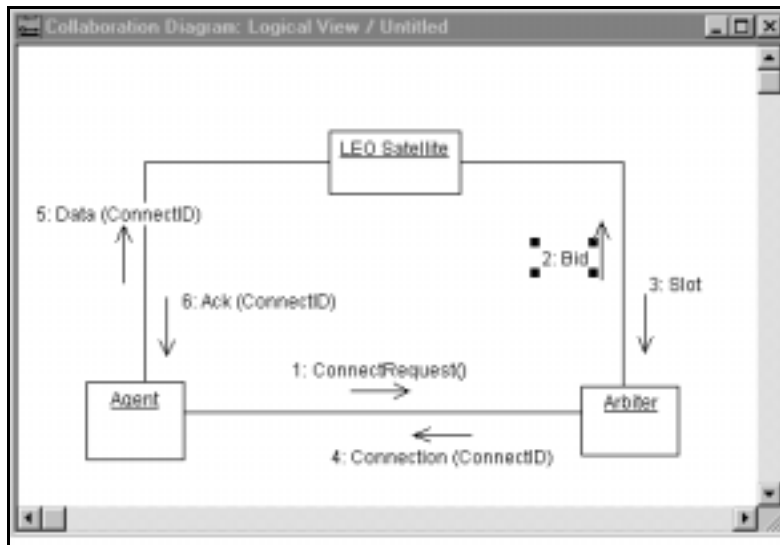 Collaboration Diagram: Logical View / Untitled
LEO Satellite
5: Data (ConnectID)
2: Bid
3: Slot
6: Ack (ConnectID)
1: ConnectRequest()
Agent
Arbiter
4: Connection (ConnectID)